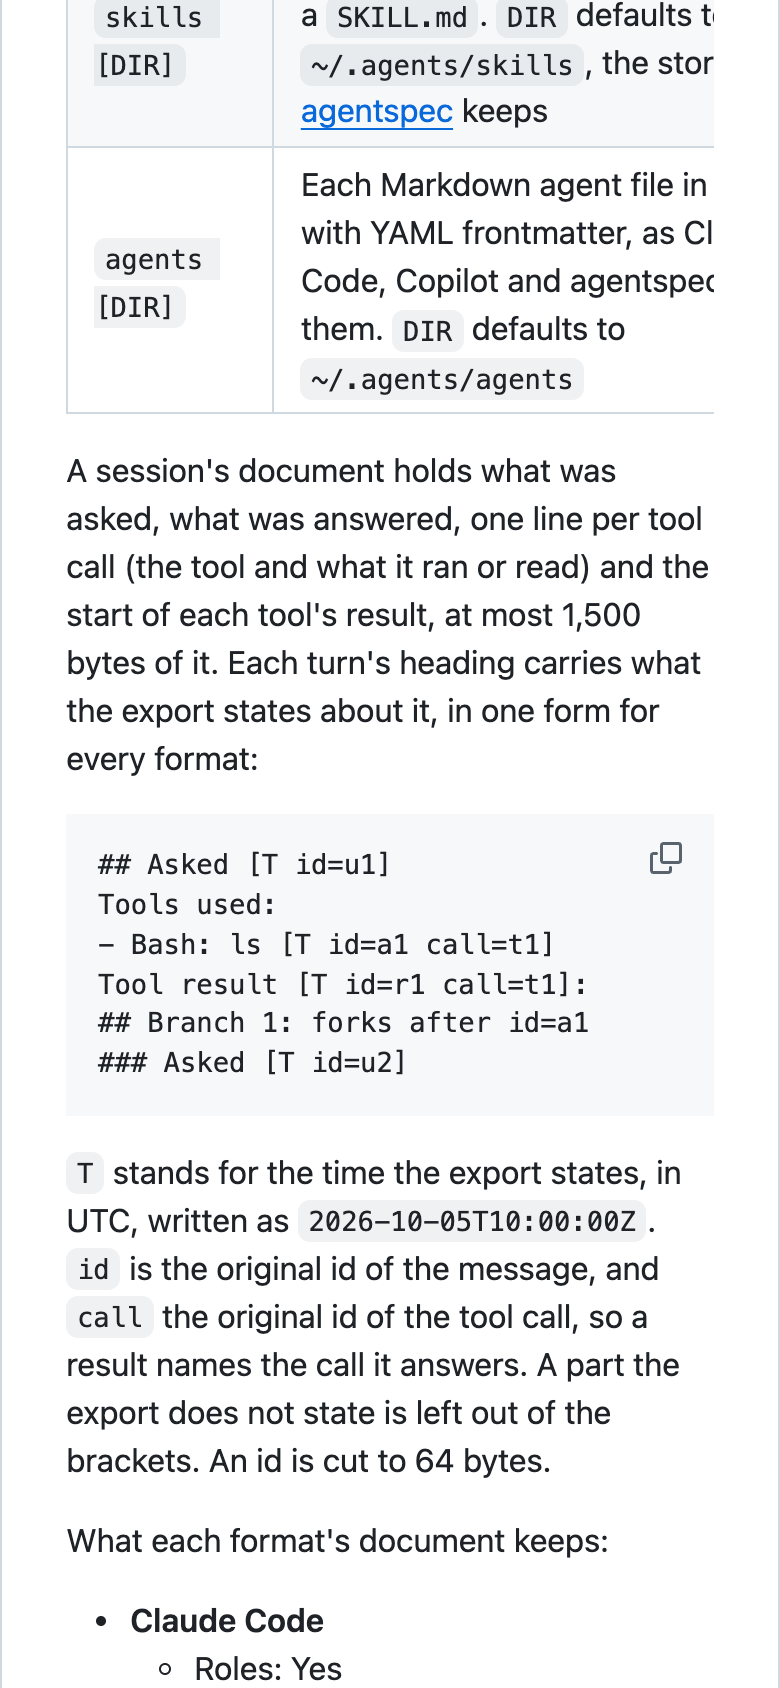 skills
[DIR]
a SKILL.md. DIR defaults
~/.agents/skills, the stor
agentspec keeps
agents
[DIR]
Each Markdown agent file in
with YAML frontmatter, as Cl
Code, Copilot and agentspec
them. DIR defaults to
~/.agents/agents
A session's document holds what was
asked, what was answered, one line per tool
call (the tool and what it ran or read) and the
start of each tool's result, at most 1,500
bytes of it. Each turn's heading carries what
the export states about it, in one form for
every format:
## Asked [T id=u1]
Tools used:
- Bash: ls [T id=a1 call=t1]
Tool result [T id=r1 call=t1]:
## Branch 1: forks after id=a1
### Asked [T id=u2]
T stands for the time the export states, in
UTC, written as 2026-10-05T10:00:00Z.
id is the original id of the message, and
call the original id of the tool call, so a
result names the call it answers. A part the
export does not state is left out of the
brackets. An id is cut to 64 bytes.
What each format's document keeps:
• Claude Code
○ Roles: Yes